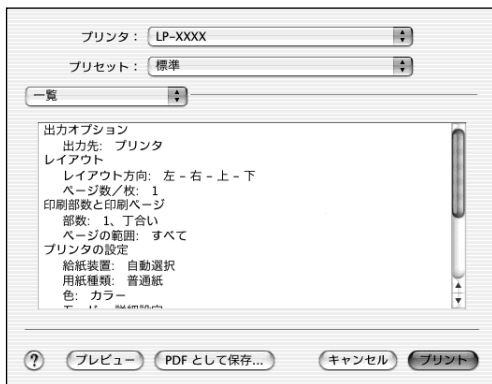 プリンタ： LP-XXXX
プリセット： 標準
一覧
出力オプション
出力先: プリンタ
レイアウト
レイアウト方向: 左 – 右 – 上 – 下
ページ数／枚: 1
印刷部数と印刷ページ
部数: 1、丁合い
ページの範囲: すべて
プリンタの設定
給紙装置: 自動選択
用紙種類: 普通紙
色: カラー
? プレビュー PDF として保存... キャンセル プリント